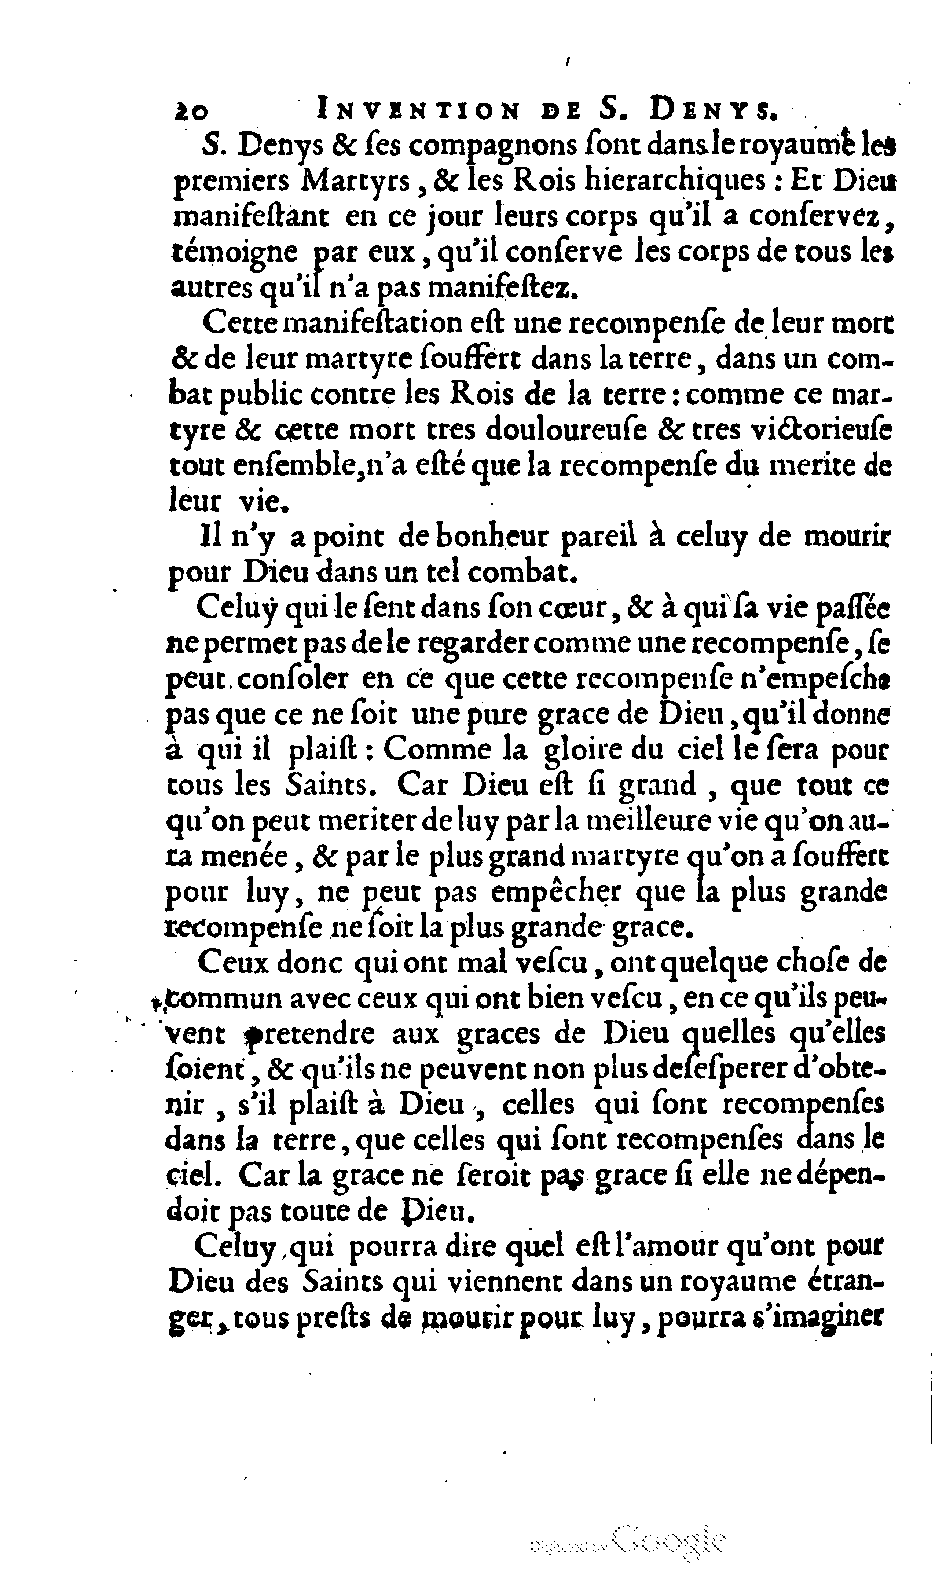 20 INVENTION DE S. DENYS.
S. Denys & ſes compagnons ſont dans le royaume les
premiers Martyrs, & les Rois hierarchiques : Et Dieu
manifeſtant en ce jour leurs corps qu'il a conſervez,
témoigne par eux, qu'il conſerve les corps de tous les
autres qu'il n'a pas manifeſtez.
Cette manifeſtation eſt une recompenſe de leur mort
& de leur martyre ſouffert dans la terre, dans un com-
bat public contre les Rois de la terre : comme ce mar-
tyre & cette mort tres douloureuſe & tres victorieuſe
tout enſemble, n'a eſté que la recompenſe du merite de
leur vie.
Il n'y a point de bonheur pareil à celuy de mourir
pour Dieu dans un tel combat.
Celuy qui le ſent dans ſon cœur, & à qui ſa vie paſſée
ne permet pas de le regarder comme une recompenſe, ſe
peut conſoler en ce que cette recompenſe n'empeſche
pas que ce ne ſoit une pure grace de Dieu, qu'il donne
à qui il plaiſt : Comme la gloire du ciel le ſera pour
tous les Saints. Car Dieu eſt ſi grand, que tout ce
qu'on peut meriter de luy par la meilleure vie qu'on au-
ra menée, & par le plus grand martyre qu'on a ſouffert
pour luy, ne peut pas empêcher que la plus grande
recompenſe ne ſoit la plus grande grace.
Ceux donc qui ont mal veſcu, ont quelque choſe de
commun avec ceux qui ont bien veſcu, en ce qu'ils peu-
vent pretendre aux graces de Dieu quelles qu'elles
ſoient, & qu'ils ne peuvent non plus deſeſperer d'obte-
nir, s'il plaiſt à Dieu, celles qui ſont recompenſes
dans la terre, que celles qui ſont recompenſes dans le
ciel. Car la grace ne ſeroit pas grace ſi elle ne dépen-
doit pas toute de Dieu.
Celuy qui pourra dire quel eſt l'amour qu'ont pour
Dieu des Saints qui viennent dans un royaume étran-
ger, tous preſts de mourir pour luy, pourra s'imaginer
Google